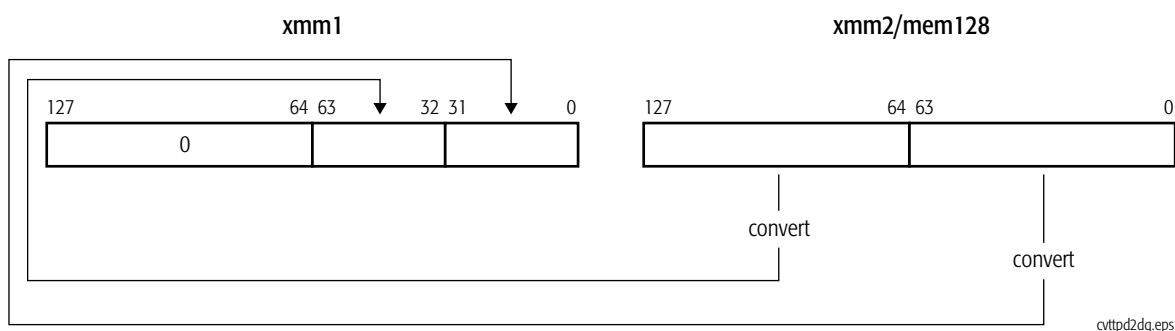 xmm1 xmm2/mem128
127 64 63 32 31 0 127 64 63 0
0
convert
convert
cvttpd2dq.eps